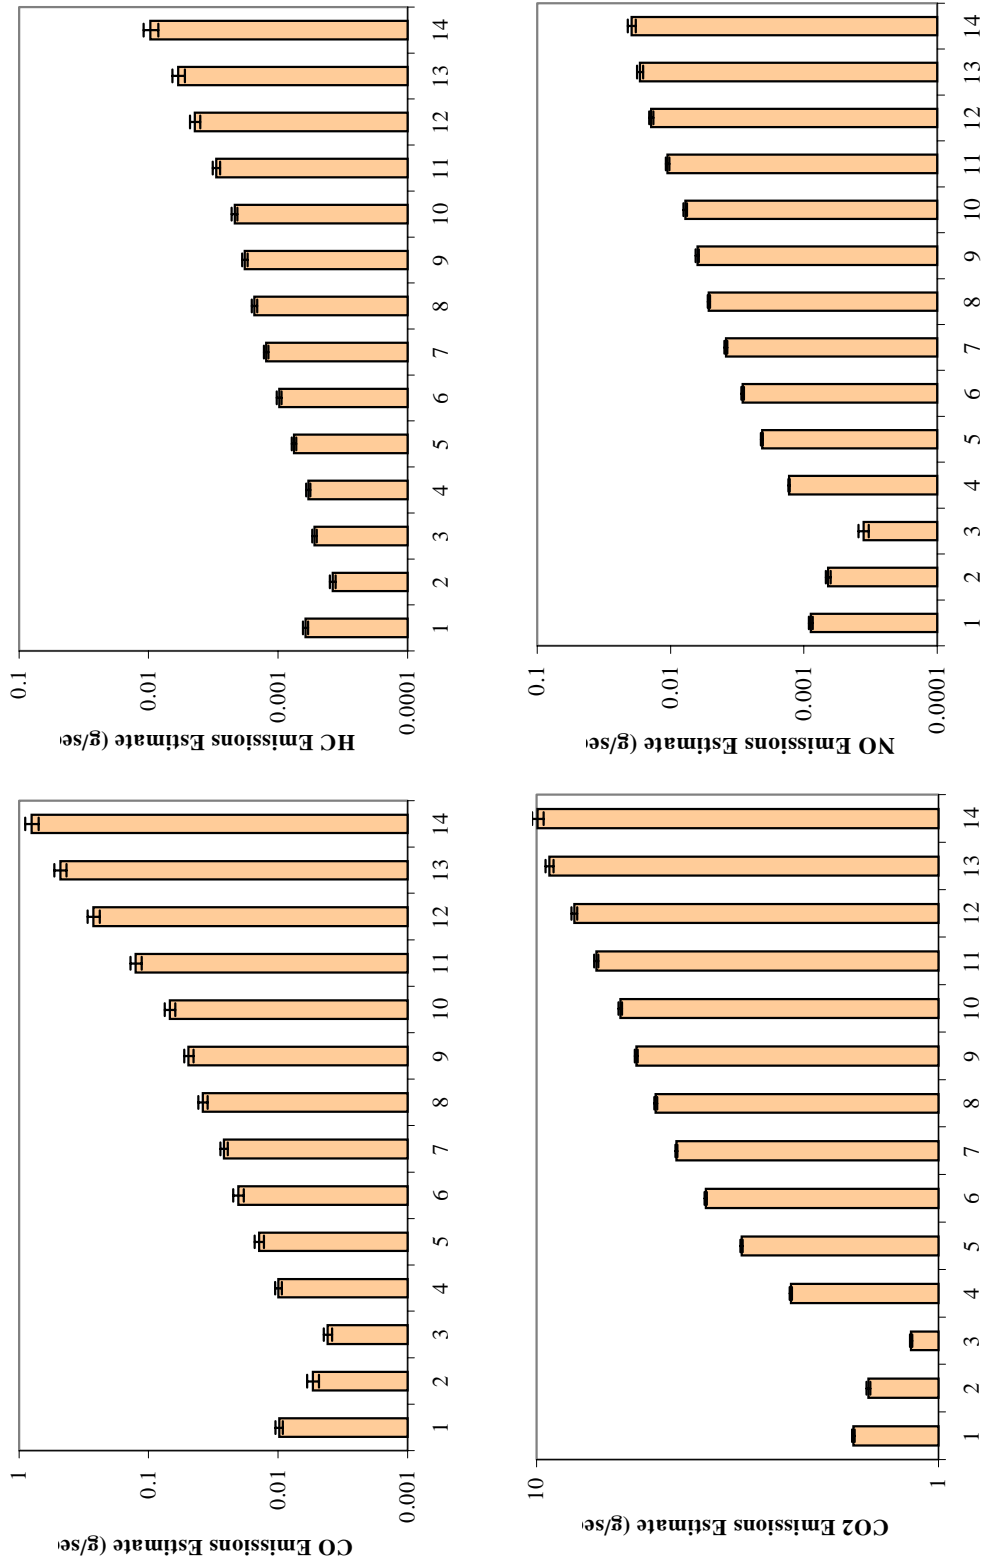 CO Emissions Estimate (g/sec
1
0.1
0.01
0.001
1 2 3 4 5 6 7 8 9 10 11 12 13 14
HC Emissions Estimate (g/sec
0.1
0.01
0.001
0.0001
1 2 3 4 5 6 7 8 9 10 11 12 13 14
CO2 Emissions Estimate (g/sec
10
1
1 2 3 4 5 6 7 8 9 10 11 12 13 14
NO Emissions Estimate (g/sec
0.1
0.01
0.001
0.0001
1 2 3 4 5 6 7 8 9 10 11 12 13 14